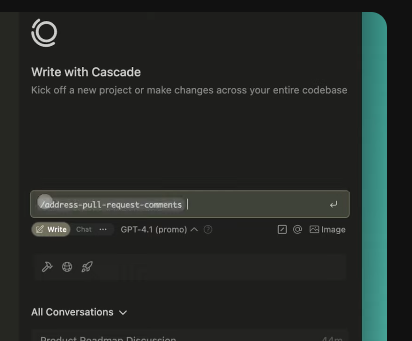 Write with Cascade
Kick off a new project or make changes across your entire codebase
/address-pull-request-comments
Write Chat ••• GPT-4.1 (promo) @ Image
All Conversations
Product Roadmap Discussion 44m